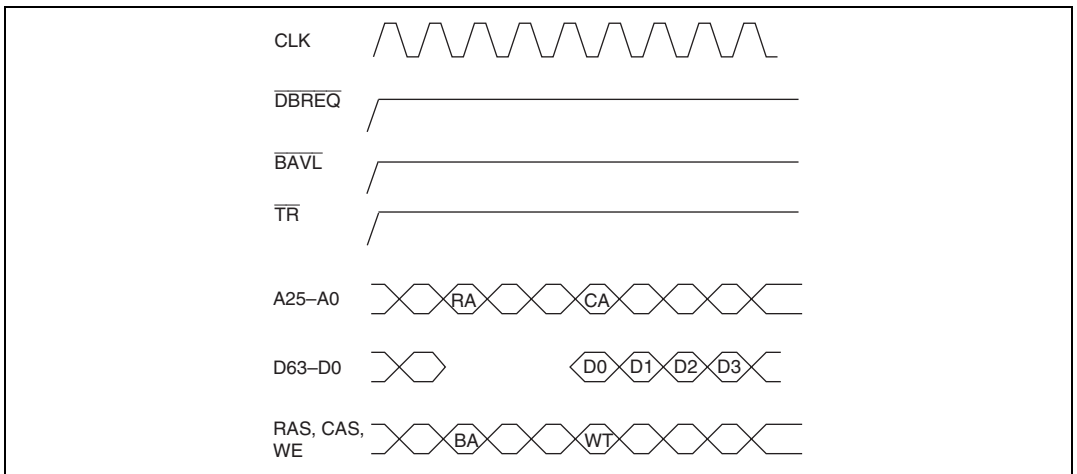 CLK
DBREQ
BAVL
TR
A25–A0 RA CA
D63–D0 D0 D1 D2 D3
RAS, CAS,
WE BA WT